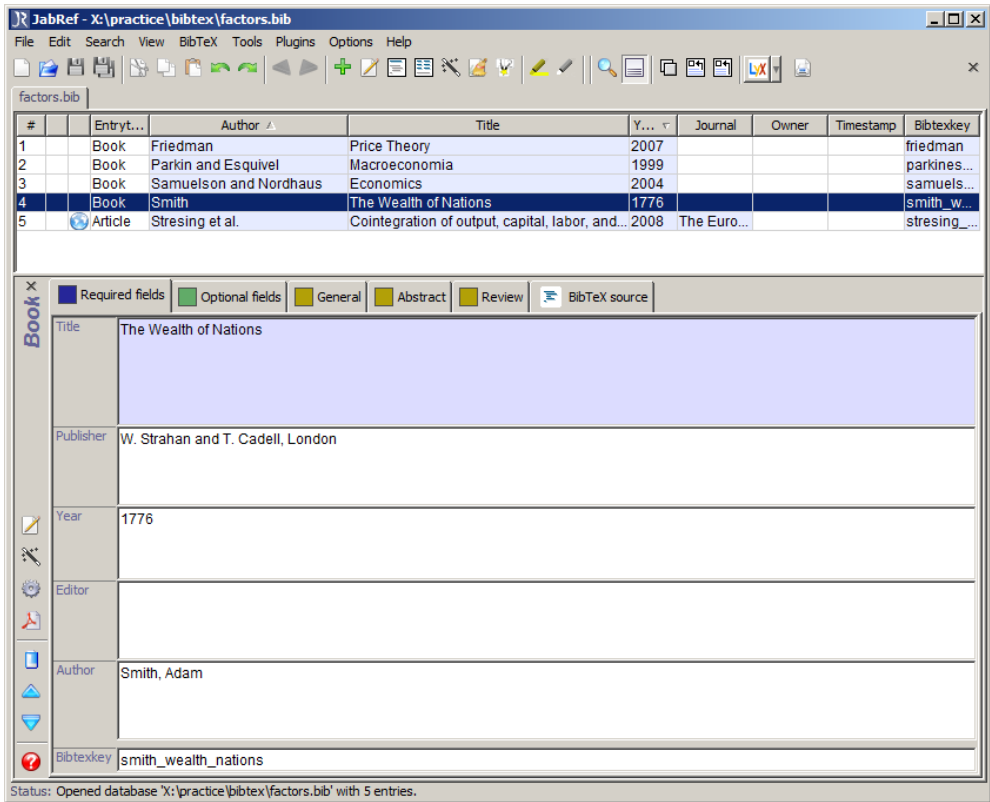 JabRef - X:\practice\bibtex\factors.bib
File Edit Search View BibTeX Tools Plugins Options Help
LyX
factors.bib
# Entryt... Author Title Y... Journal Owner Timestamp Bibtexkey
1 Book Friedman Price Theory 2007 friedman
2 Book Parkin and Esquivel Macroeconomia 1999 parkines...
3 Book Samuelson and Nordhaus Economics 2004 samuels...
4 Book Smith The Wealth of Nations 1776 smith_w...
5 Article Stresing et al. Cointegration of output, capital, labor, and... 2008 The Euro... stresing_...
Book
Required fields Optional fields General Abstract Review BibTeX source
Title The Wealth of Nations
Publisher W. Strahan and T. Cadell, London
Year 1776
Editor
Author Smith, Adam
Bibtexkey smith_wealth_nations
Status: Opened database 'X:\practice\bibtex\factors.bib' with 5 entries.